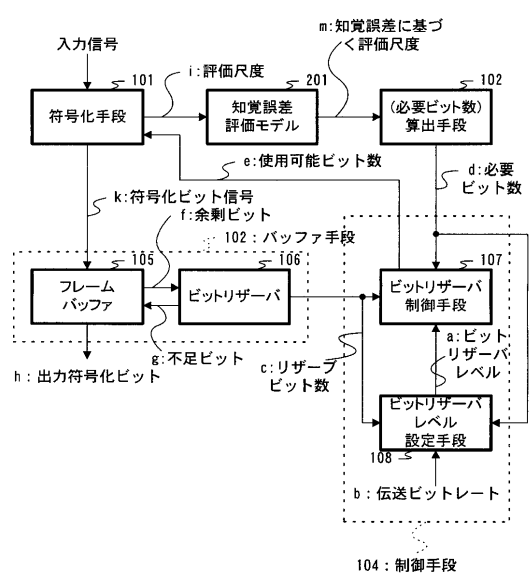 m:知覚誤差に基づ
く評価尺度
入力信号
101
i:評価尺度
201
102
符号化手段
知覚誤差
評価モデル
(必要ビット数)
算出手段
e:使用可能ビット数
d:必要
ビット数
k:符号化ビット信号
f:余剰ビット
102:バッファ手段
105
106
107
フレーム
バッファ
ビットリザーバ
ビットリザーバ
制御手段
g:不足ビット
c:リザーブ
ビット数
a:ビット
リザーバ
レベル
h:出力符号化ビット
ビットリザーバ
レベル
設定手段
108
b:伝送ビットレート
104:制御手段